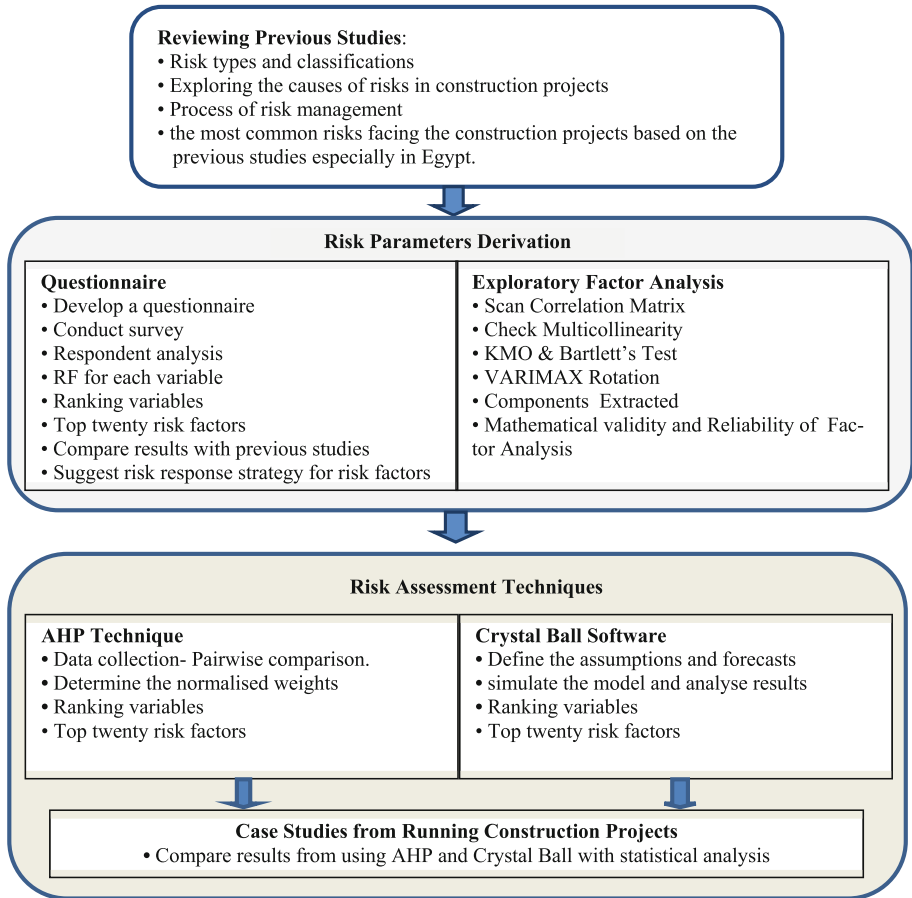 Reviewing Previous Studies:
• Risk types and classifications
• Exploring the causes of risks in construction projects
• Process of risk management
• the most common risks facing the construction projects based on the
previous studies especially in Egypt.
Risk Parameters Derivation
Questionnaire
• Develop a questionnaire
• Conduct survey
• Respondent analysis
• RF for each variable
• Ranking variables
• Top twenty risk factors
• Compare results with previous studies
• Suggest risk response strategy for risk factors
Exploratory Factor Analysis
• Scan Correlation Matrix
• Check Multicollinearity
• KMO & Bartlett's Test
• VARIMAX Rotation
• Components Extracted
• Mathematical validity and Reliability of Fac-
tor Analysis
Risk Assessment Techniques
AHP Technique
• Data collection- Pairwise comparison.
• Determine the normalised weights
• Ranking variables
• Top twenty risk factors
Crystal Ball Software
• Define the assumptions and forecasts
• simulate the model and analyse results
• Ranking variables
• Top twenty risk factors
Case Studies from Running Construction Projects
• Compare results from using AHP and Crystal Ball with statistical analysis